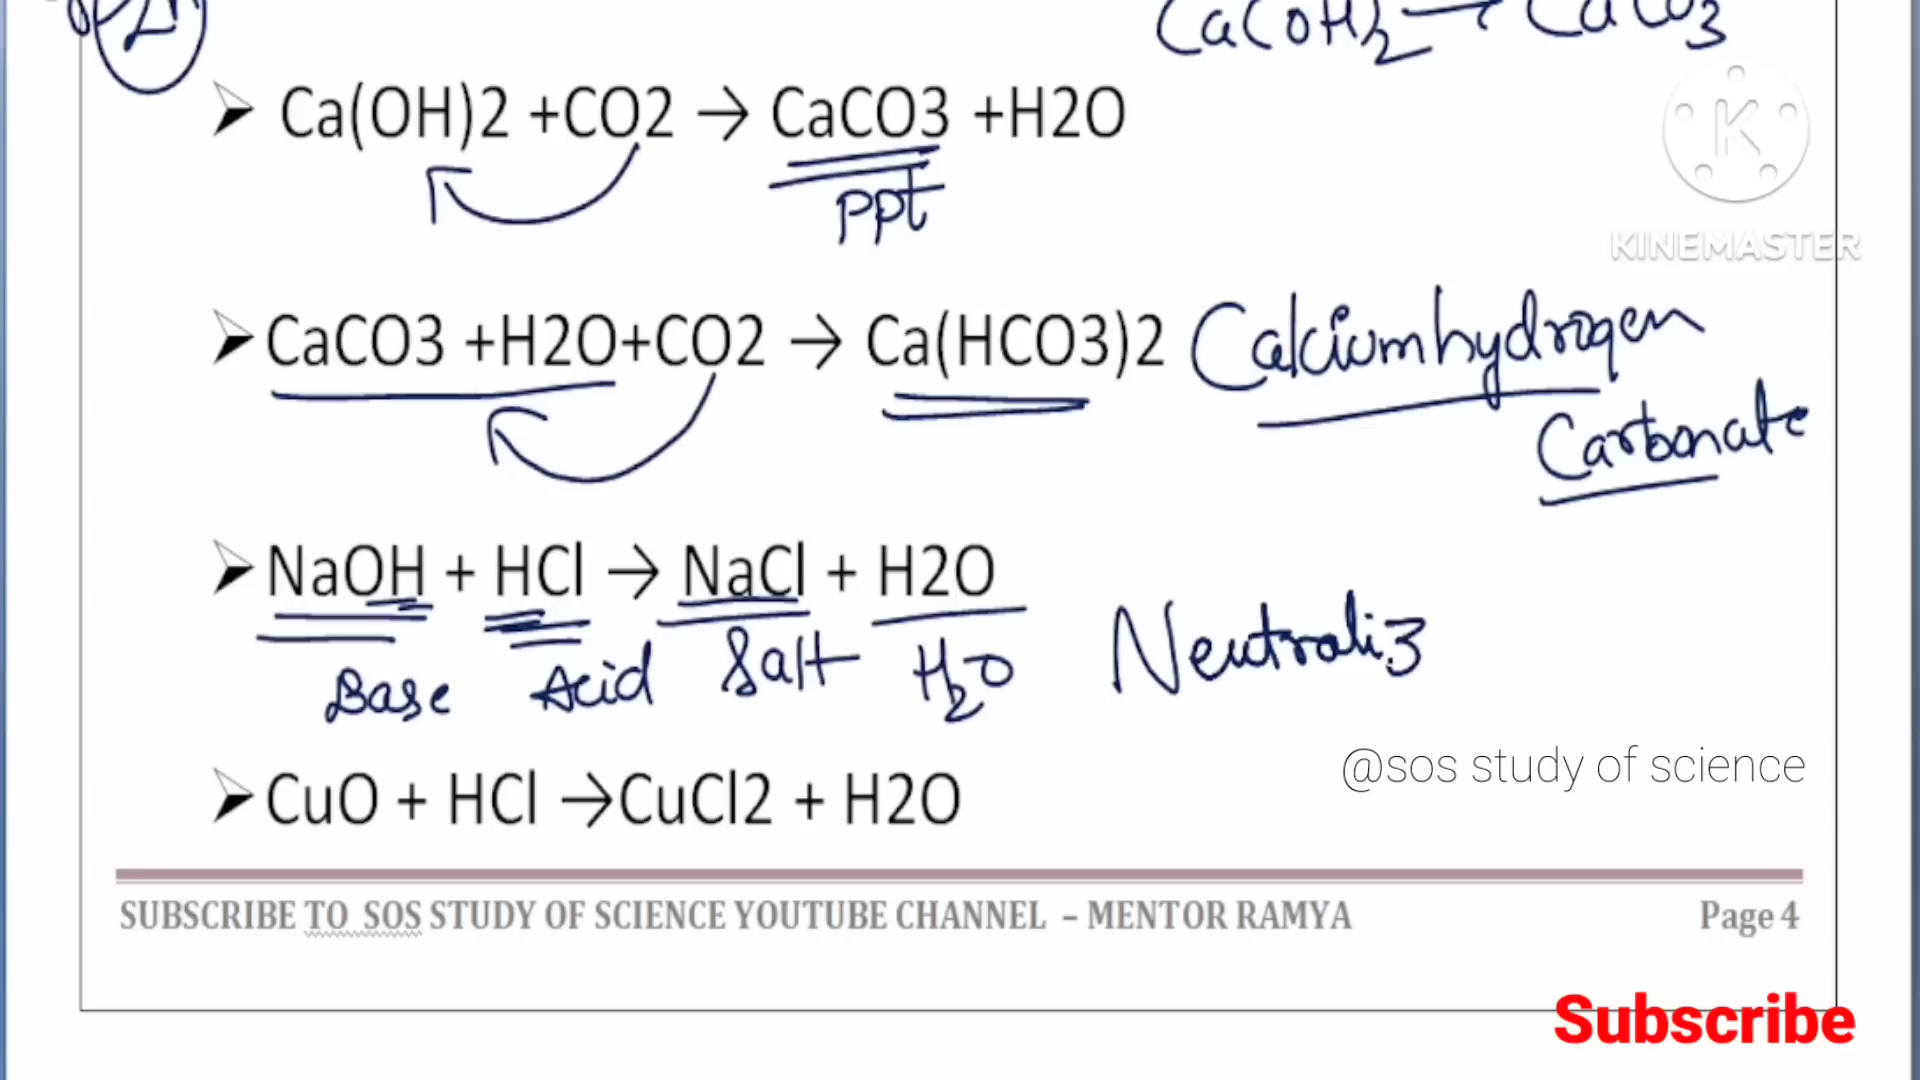 Ca(OH)2 → CaCO3
➤ Ca(OH)2 +CO2 → CaCO3 +H2O
K
ppt
KINEMASTER
➤ CaCO3 +H2O+CO2 → Ca(HCO3)2 Calciumhydrogen
Carbonate
➤ NaOH + HCl → NaCl + H2O
Base Acid Salt H2O Neutraliz
@sos study of science
➤ CuO + HCl →CuCl2 + H2O
SUBSCRIBE TO SOS STUDY OF SCIENCE YOUTUBE CHANNEL – MENTOR RAMYA Page 4
Subscribe